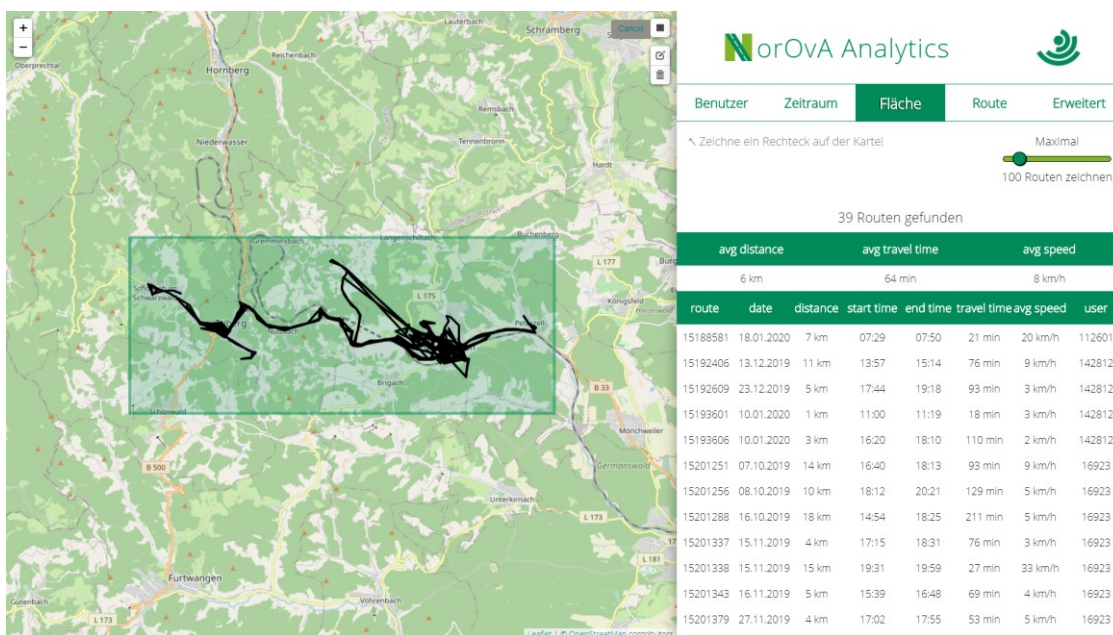 +
−
Cancel
Lauterbach
Schramberg
Oberprechtal
Reichenbach
Hornberg
Remsbach
Niederwasser
Tennenbronn
Hardt
Gremmelsbach
Langenschiltach
Buchenberg
L 177
Königsfeld
L 175
Schwarzwald
Nußbach
Brigach
B 33
Schönwald
Mönchweiler
B 500
Germanswald
Unterkirnach
L 173
L 181
Furtwangen
Gütenbach
Vöhrenbach
L 173
Leaflet | © OpenStreetMap contributors
NorOvA Analytics
Benutzer Zeitraum Fläche Route Erweitert
↖ Zeichne ein Rechteck auf der Karte!
Maximal
100 Routen zeichnen
39 Routen gefunden
avg distance avg travel time avg speed
6 km 64 min 8 km/h
route date distance start time end time travel time avg speed user
15188581 18.01.2020 7 km 07:29 07:50 21 min 20 km/h 112601
15192406 13.12.2019 11 km 13:57 15:14 76 min 9 km/h 142812
15192609 23.12.2019 5 km 17:44 19:18 93 min 3 km/h 142812
15193601 10.01.2020 1 km 11:00 11:19 18 min 3 km/h 142812
15193606 10.01.2020 3 km 16:20 18:10 110 min 2 km/h 142812
15201251 07.10.2019 14 km 16:40 18:13 93 min 9 km/h 16923
15201256 08.10.2019 10 km 18:12 20:21 129 min 5 km/h 16923
15201288 16.10.2019 18 km 14:54 18:25 211 min 5 km/h 16923
15201337 15.11.2019 4 km 17:15 18:31 76 min 3 km/h 16923
15201338 15.11.2019 15 km 19:31 19:59 27 min 33 km/h 16923
15201343 16.11.2019 5 km 15:39 16:48 69 min 4 km/h 16923
15201379 27.11.2019 4 km 17:02 17:55 53 min 5 km/h 16923